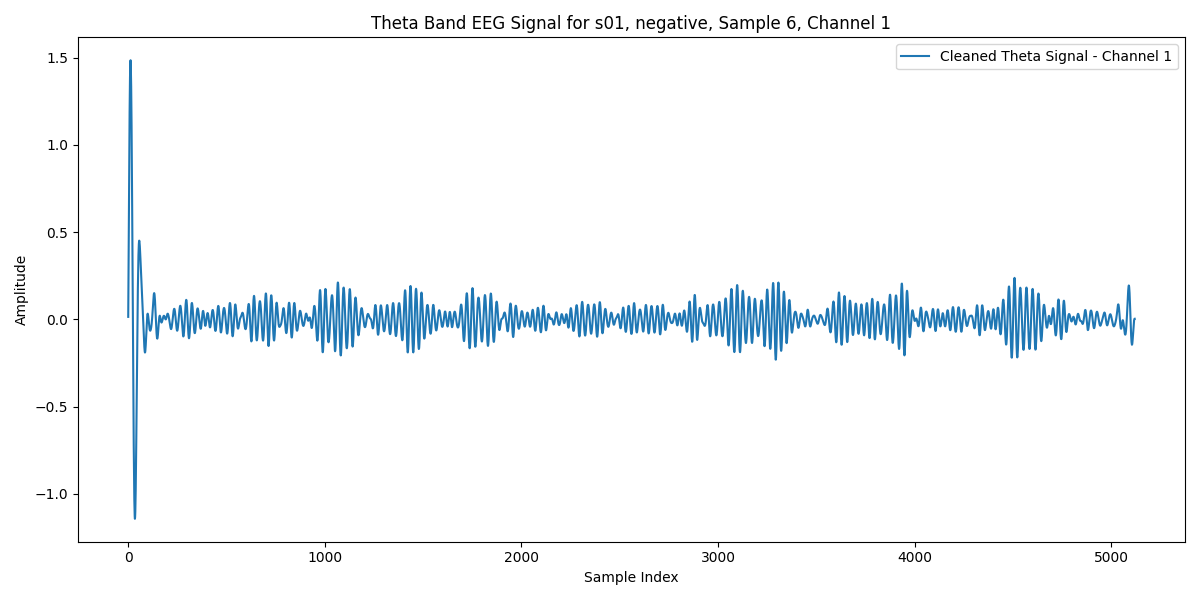 Theta Band EEG Signal for s01, negative, Sample 6, Channel 1
Cleaned Theta Signal - Channel 1
1.5
1.0
0.5
0.0
−0.5
−1.0
Amplitude
0 1000 2000 3000 4000 5000
Sample Index